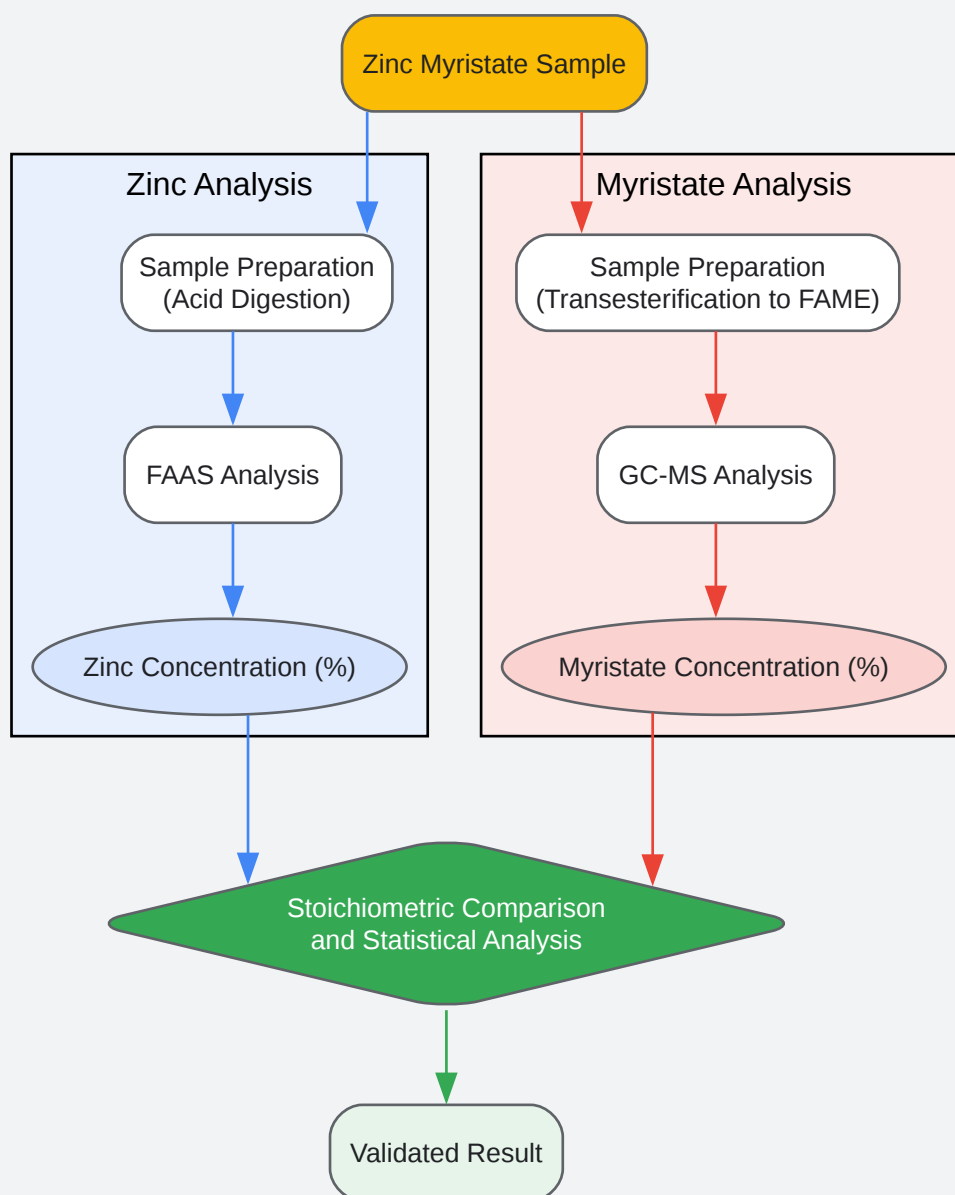 Zinc Myristate Sample
Zinc Analysis
Sample Preparation
(Acid Digestion)
FAAS Analysis
Zinc Concentration (%)
Myristate Analysis
Sample Preparation
(Transesterification to FAME)
GC-MS Analysis
Myristate Concentration (%)
Stoichiometric Comparison
and Statistical Analysis
Validated Result